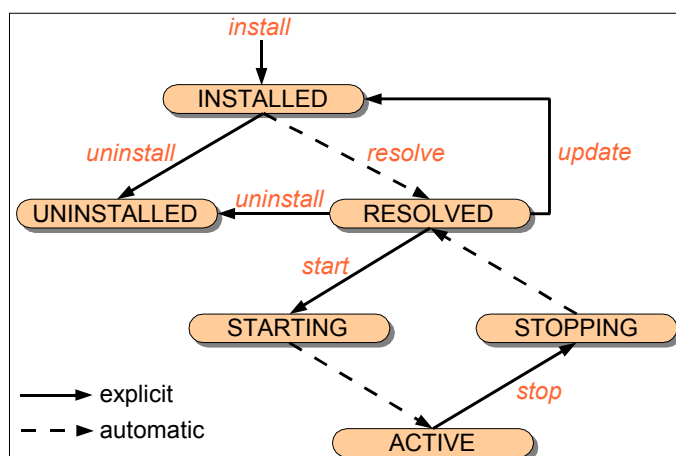 install
INSTALLED
uninstall
resolve
update
UNINSTALLED
uninstall
RESOLVED
start
STARTING
STOPPING
explicit
stop
automatic
ACTIVE